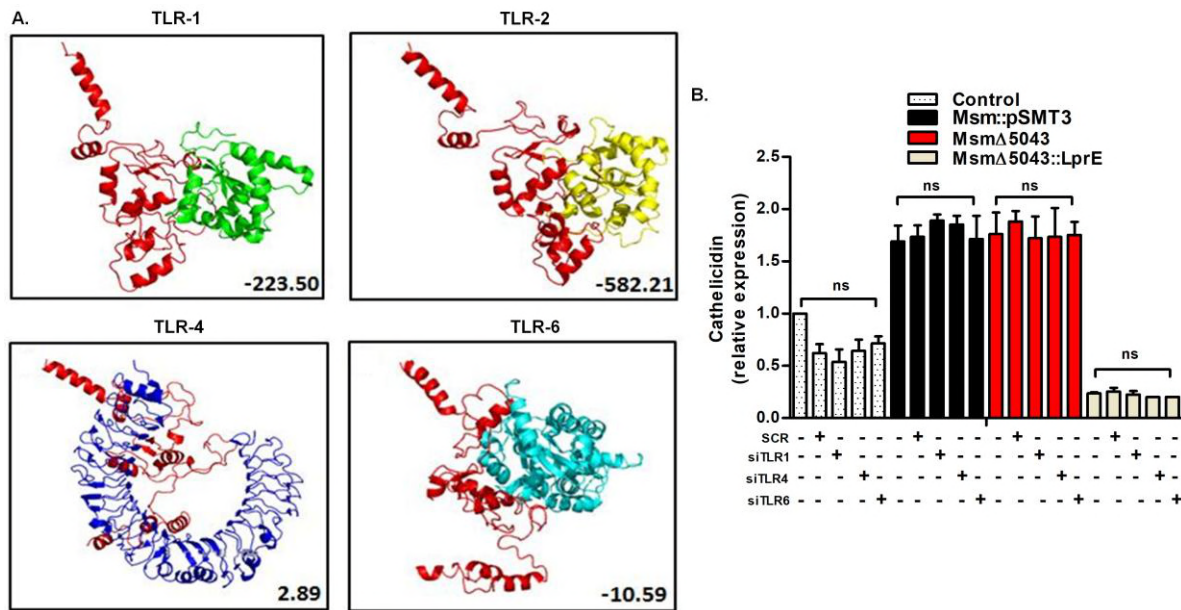 A.
TLR-1
TLR-2
-223.50
-582.21
TLR-4
TLR-6
2.89
-10.59
B.
Control
Msm::pSMT3
MsmΔ5043
MsmΔ5043::LprE
Cathelicidin
(relative expression)
2.5
2.0
1.5
1.0
0.5
0.0
ns
ns
ns
ns
SCR - + - - - - + - - - - + - - - - + - - -
siTLR1 - - + - - - - + - - - - + - - - - + - -
siTLR4 - - - + - - - - + - - - - + - - - - + -
siTLR6 - - - - + - - - - + - - - - + - - - - +